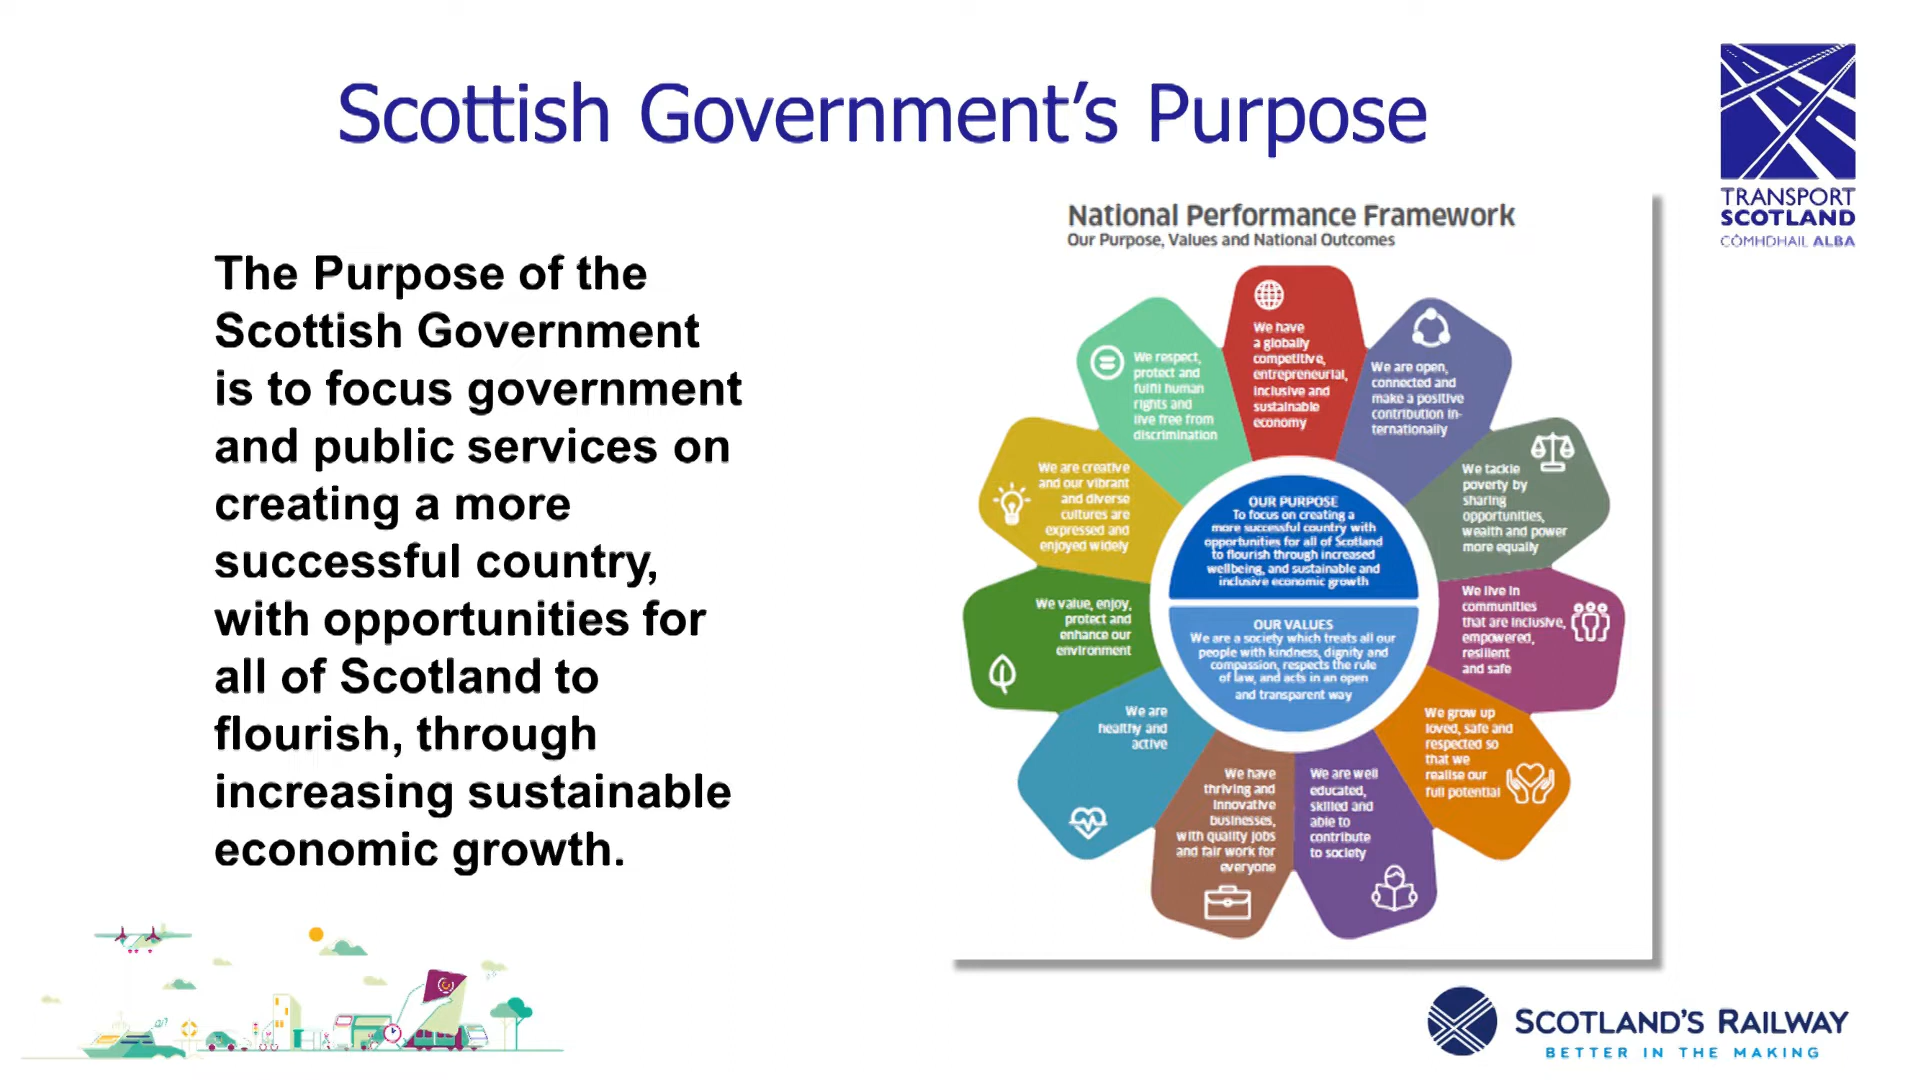 Scottish Government's Purpose
TRANSPORT
SCOTLAND
CÒMHDHAIL ALBA
The Purpose of the
Scottish Government
is to focus government
and public services on
creating a more
successful country,
with opportunities for
all of Scotland to
flourish, through
increasing sustainable
economic growth.
National Performance Framework
Our Purpose, Values and National Outcomes
We have
a globally
competitive,
entrepreneurial,
inclusive and
sustainable
economy
We are open,
connected and
make a positive
contribution in-
ternationally
We tackle
poverty by
sharing
opportunities,
wealth and power
more equally
We live in
communities
that are inclusive,
empowered,
resilient
and safe
We grow up
loved, safe and
respected so
that we
realise our
full potential
We are well
educated,
skilled and
able to
contribute
to society
We have
thriving and
innovative
businesses,
with quality jobs
and fair work for
everyone
We are
healthy and
active
We value, enjoy,
protect and
enhance our
environment
We are creative
and our vibrant
and diverse
cultures are
expressed and
enjoyed widely
We respect,
protect and
fulfil human
rights and
live free from
discrimination
OUR PURPOSE
To focus on creating a
more successful country with
opportunities for all of Scotland
to flourish through increased
wellbeing, and sustainable and
inclusive economic growth
OUR VALUES
We are a society which treats all our
people with kindness, dignity and
compassion, respects the rule
of law, and acts in an open
and transparent way
SCOTLAND'S RAILWAY
BETTER IN THE MAKING